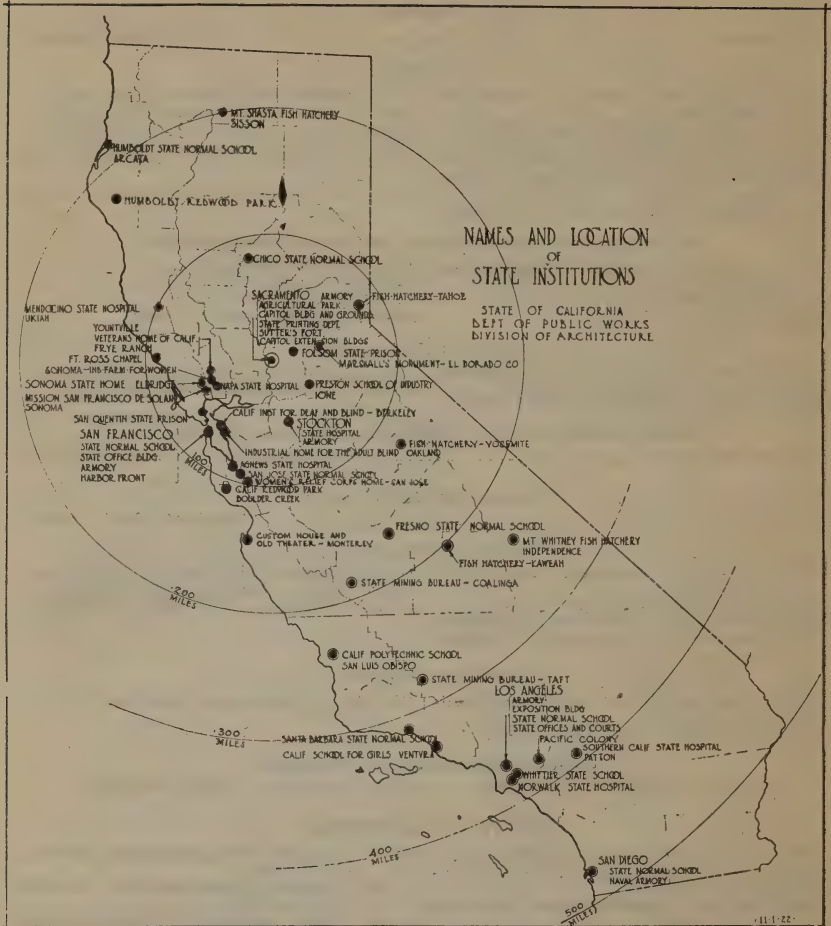 NAMES AND LOCATION
OF
STATE INSTITUTIONS
STATE OF CALIFORNIA
DEPT OF PUBLIC WORKS
DIVISION OF ARCHITECTURE
MT. SHASTA FISH HATCHERY
SISSON
HUMBOLDT STATE NORMAL SCHOOL
ARCATA
HUMBOLDT REDWOOD PARK
CHICO STATE NORMAL SCHOOL
SACRAMENTO ARMORY
AGRICULTURAL PARK
CAPITOL BLDG AND GROUNDS
STATE PRINTING DEPT.
SUTTER'S FORT
CAPITOL EXTENSION BLDGS
FISH-HATCHERY-TAHOE
MENDOCINO STATE HOSPITAL
UKIAH
YOUNTVILLE
VETERANS HOME OF CALIF.
FRYE RANCH
FT. ROSS CHAPEL
SONOMA-IND. FARM-FOR WOMEN
SONOMA STATE HOME ELDRIDGE
MISSION SAN FRANCISCO DE SOLANO
SONOMA
NAPA STATE HOSPITAL
FOLSOM STATE PRISON
MARSHALL'S MONUMENT-EL DORADO CO
PRESTON SCHOOL OF INDUSTRY
IONE
SAN QUENTIN STATE PRISON
CALIF INST FOR DEAF AND BLIND - BERKELEY
STOCKTON
STATE HOSPITAL
ARMORY
SAN FRANCISCO
STATE NORMAL SCHOOL
STATE OFFICE BLDG.
ARMORY
HARBOR FRONT
INDUSTRIAL HOME FOR THE ADULT BLIND OAKLAND
FISH-HATCHERY-YOSEMITE
100
MILES
AGNEWS STATE HOSPITAL
SAN JOSE STATE NORMAL SCHOOL
WOMEN'S RELIEF CORPS HOME-SAN JOSE
CALIF REDWOOD PARK
BOULDER CREEK
CUSTOM HOUSE AND
OLD THEATER - MONTEREY
FRESNO STATE NORMAL SCHOOL
MT WHITNEY FISH HATCHERY
INDEPENDENCE
FISH HATCHERY-KAWEAH
STATE MINING BUREAU - COALINGA
200
MILES
CALIF POLYTECHNIC SCHOOL
SAN LUIS OBISPO
STATE MINING BUREAU - TAFT
LOS ANGELES
ARMORY-
EXPOSITION BLDG
STATE NORMAL SCHOOL
STATE OFFICES AND COURTS
PACIFIC COLONY
SOUTHERN CALIF STATE HOSPITAL
PATTON
300
MILES
SANTA BARBARA STATE NORMAL SCHOOL
CALIF SCHOOL FOR GIRLS VENTURA
WHITTIER STATE SCHOOL
NORWALK STATE HOSPITAL
400
MILES
SAN DIEGO
STATE NORMAL SCHOOL
NAVAL ARMORY
500
MILES